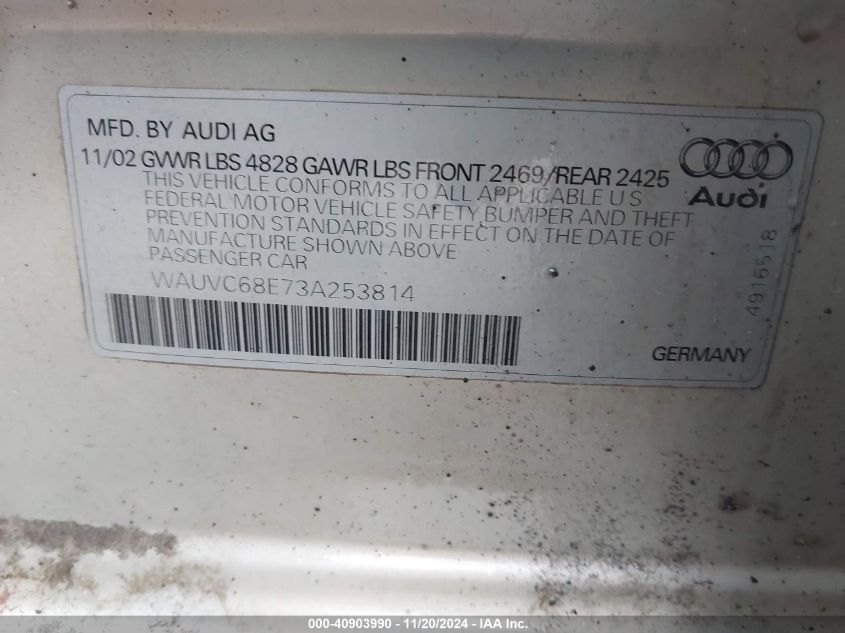 MFD. BY AUDI AG
11/02 GVWR LBS 4828 GAWR LBS FRONT 2469/REAR 2425
THIS VEHICLE CONFORMS TO ALL APPLICABLE U S
FEDERAL MOTOR VEHICLE SAFETY, BUMPER AND THEFT
PREVENTION STANDARDS IN EFFECT ON THE DATE OF
MANUFACTURE SHOWN ABOVE
PASSENGER CAR
WAUVC68E73A253814
Audi
4916518
GERMANY
000-40903990 - 11/20/2024 - IAA Inc.